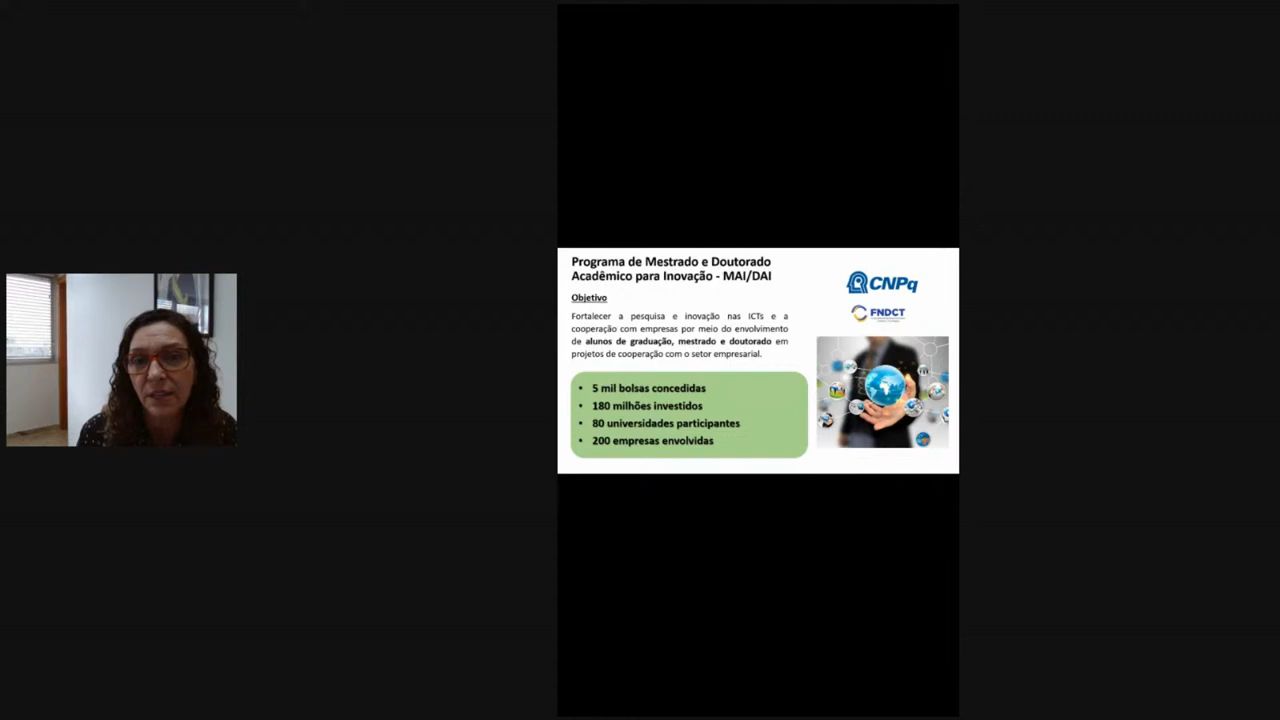 Programa de Mestrado e Doutorado
Acadêmico para Inovação - MAI/DAI
Objetivo
Fortalecer a pesquisa e inovação nas ICTs e a
cooperação com empresas por meio do envolvimento
de alunos de graduação, mestrado e doutorado em
projetos de cooperação com o setor empresarial.
• 5 mil bolsas concedidas
• 180 milhões investidos
• 80 universidades participantes
• 200 empresas envolvidas
CNPq
FNDCT